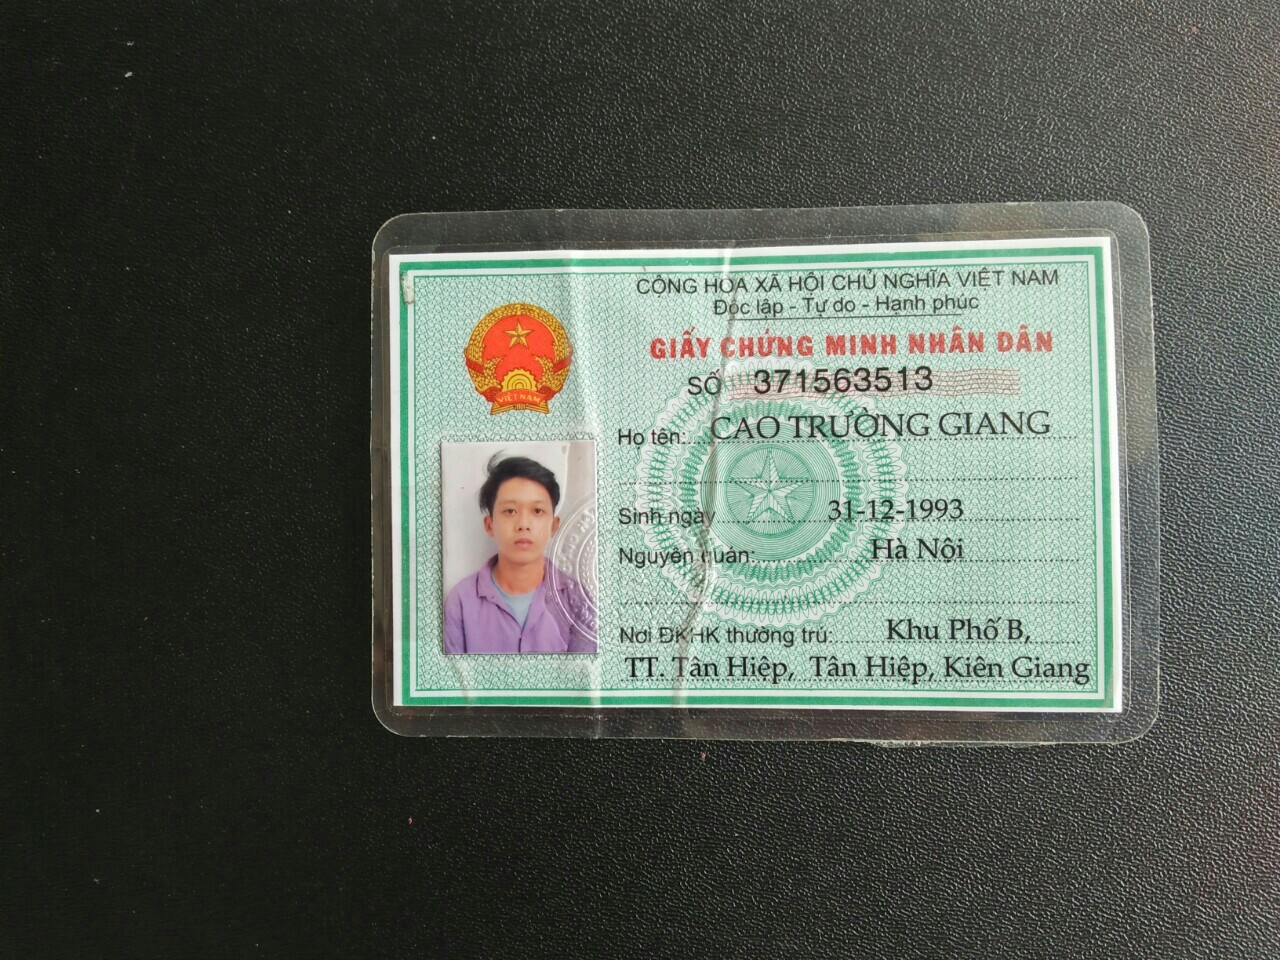 CỘNG HÒA XÃ HỘI CHỦ NGHĨA VIỆT NAM
Độc lập - Tự do - Hạnh phúc
GIẤY CHỨNG MINH NHÂN DÂN
SỐ 371563513
VIỆT NAM
Họ tên: CAO TRƯỜNG GIANG
Sinh ngày 31-12-1993
Nguyên quán: Hà Nội
Nơi ĐKHK thường trú: Khu Phố B,
TT. Tân Hiệp, Tân Hiệp, Kiên Giang